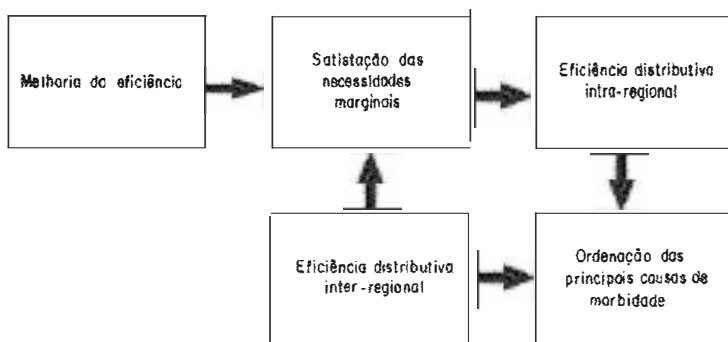 Melhoria da eficiência
Satistação das
necessidades
marginais
Eficiência distributiva
intra-regional
Eficiência distributiva
inter-regional
Ordenação das
principais causas de
morbidade